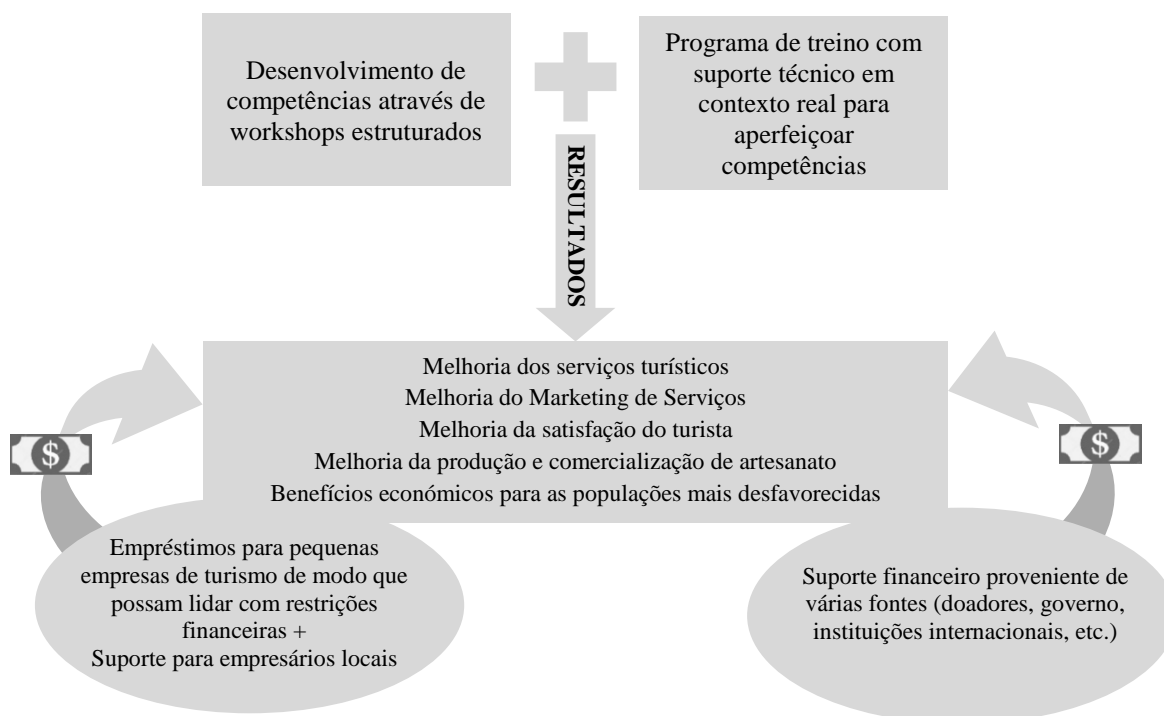 Desenvolvimento de
competências através de
workshops estruturados
Programa de treino com
suporte técnico em
contexto real para
aperfeiçoar
competências
RESULTADOS
Melhoria dos serviços turísticos
Melhoria do Marketing de Serviços
Melhoria da satisfação do turista
Melhoria da produção e comercialização de artesanato
Benefícios económicos para as populações mais desfavorecidas
$
$
Empréstimos para pequenas
empresas de turismo de modo que
possam lidar com restrições
financeiras +
Suporte para empresários locais
Suporte financeiro proveniente de
várias fontes (doadores, governo,
instituições internacionais, etc.)